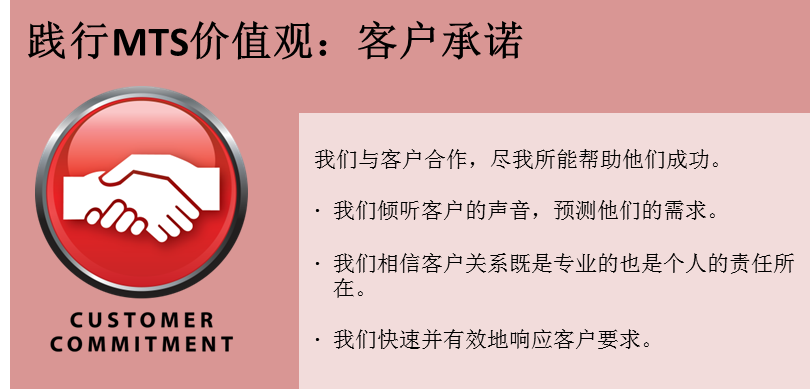 践行MTS价值观：客户承诺
CUSTOMER
COMMITMENT
我们与客户合作，尽我所能帮助他们成功。
· 我们倾听客户的声音，预测他们的需求。
· 我们相信客户关系既是专业的也是个人的责任所
在。
· 我们快速并有效地响应客户要求。